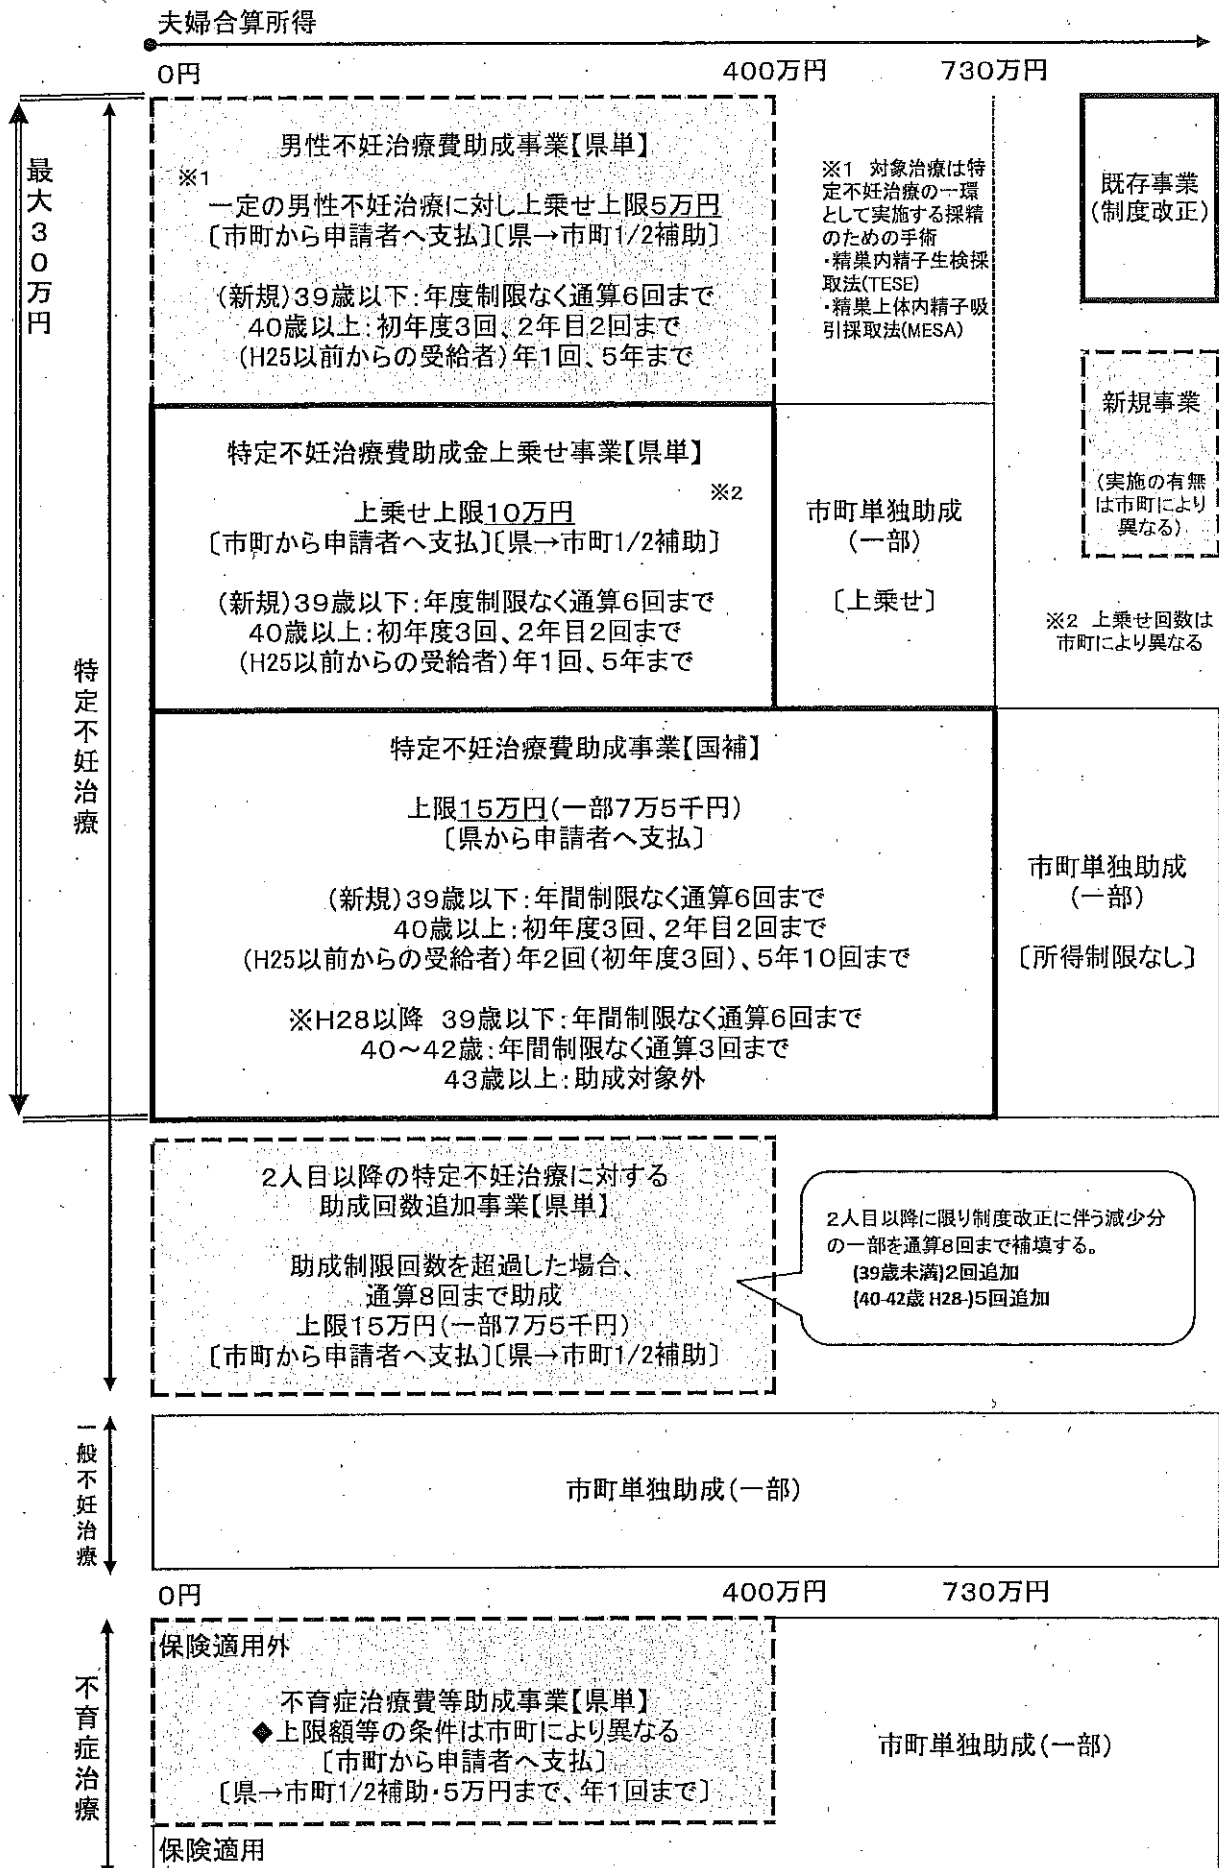 夫婦合算所得
0円
400万円
730万円
最大30万円
特定不妊治療
男性不妊治療費助成事業【県単】
※1
一定の男性不妊治療に対し上乗せ上限5万円
〔市町から申請者へ支払〕〔県→市町1/2補助〕
(新規)39歳以下:年度制限なく通算6回まで
40歳以上:初年度3回、2年目2回まで
(H25以前からの受給者)年1回、5年まで
※1 対象治療は特
定不妊治療の一環
として実施する採精
のための手術
・精巣内精子生検採
取法(TESE)
・精巣上体内精子吸
引採取法(MESA)
既存事業
(制度改正)
新規事業
(実施の有無
は市町により
異なる)
特定不妊治療費助成金上乗せ事業【県単】
※2
上乗せ上限10万円
〔市町から申請者へ支払〕〔県→市町1/2補助〕
(新規)39歳以下:年度制限なく通算6回まで
40歳以上:初年度3回、2年目2回まで
(H25以前からの受給者)年1回、5年まで
市町単独助成
(一部)
〔上乗せ〕
※2 上乗せ回数は
市町により異なる
特定不妊治療費助成事業【国補】
上限15万円(一部7万5千円)
〔県から申請者へ支払〕
(新規)39歳以下:年間制限なく通算6回まで
40歳以上:初年度3回、2年目2回まで
(H25以前からの受給者)年2回(初年度3回)、5年10回まで
※H28以降 39歳以下:年間制限なく通算6回まで
40～42歳:年間制限なく通算3回まで
43歳以上:助成対象外
市町単独助成
(一部)
〔所得制限なし〕
2人目以降の特定不妊治療に対する
助成回数追加事業【県単】
助成制限回数を超過した場合、
通算8回まで助成
上限15万円(一部7万5千円)
〔市町から申請者へ支払〕〔県→市町1/2補助〕
2人目以降に限り制度改正に伴う減少分
の一部を通算8回まで補填する。
(39歳未満)2回追加
(40-42歳 H28-)5回追加
一般不妊治療
市町単独助成(一部)
0円
400万円
730万円
不育症治療
保険適用外
不育症治療費等助成事業【県単】
◆上限額等の条件は市町により異なる
〔市町から申請者へ支払〕
〔県→市町1/2補助・5万円まで、年1回まで〕
市町単独助成(一部)
保険適用